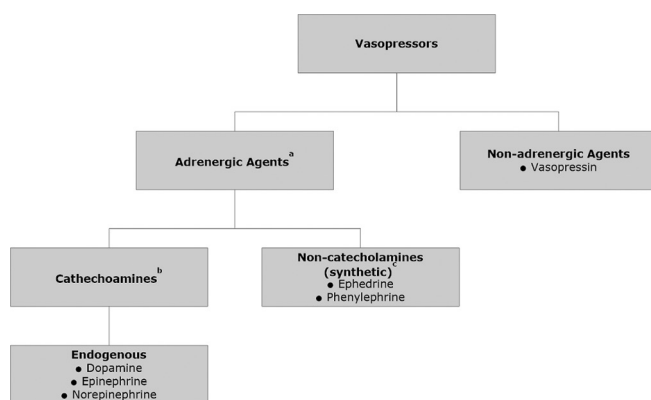 Vasopressors
Adrenergic Agents a
Non-adrenergic Agents
● Vasopressin
Cathechoamines b
Non-catecholamines
(synthetic) c
● Ephedrine
● Phenylephrine
Endogenous
● Dopamine
● Epinephrine
● Norepinephrine